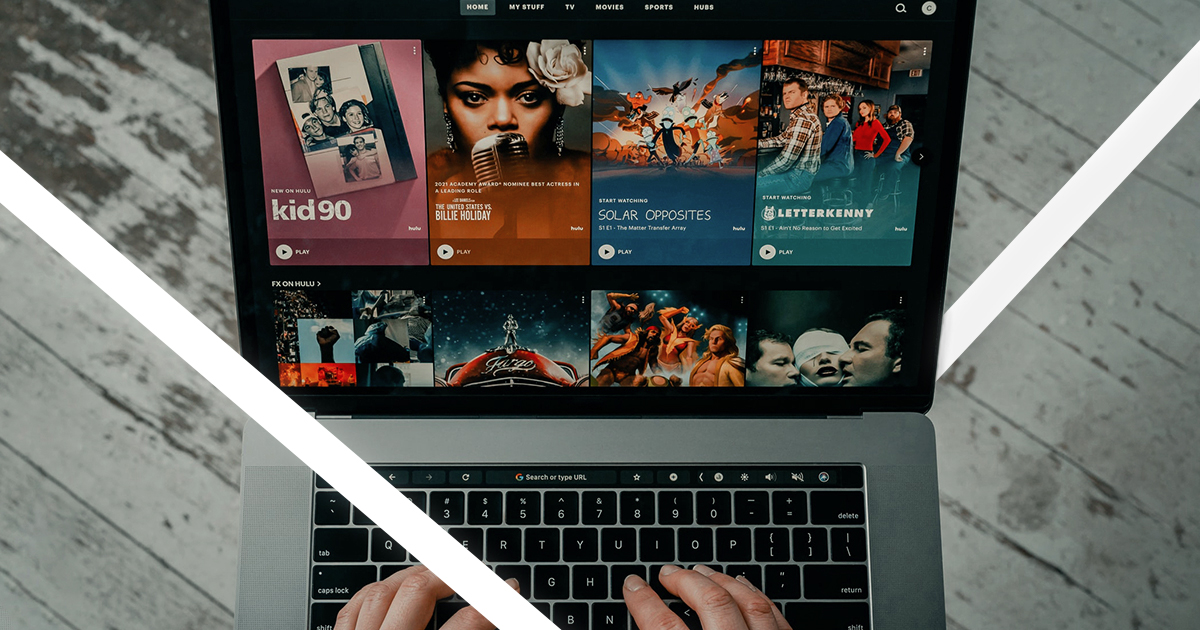 HOME MY STUFF TV MOVIES SPORTS HUBS
C
NEW ON HULU
kid 90
hulu
PLAY
2021 ACADEMY AWARD® NOMINEE BEST ACTRESS IN
A LEADING ROLE
THE UNITED STATES VS.
BILLIE HOLIDAY
hulu
PLAY
START WATCHING
SOLAR OPPOSITES
S1 E1 - The Matter Transfer Array
hulu
PLAY
START WATCHING
LETTERKENNY
S1 E1 - Ain't No Reason to Get Excited
hulu
PLAY
FX ON HULU >
Fargo
G Search or type URL
~ # $ % ^ & * ( ) — +
` 3 4 5 6 7 8 9 0 - = delete
tab Q E R T Y U I O P { [ } ] | \
caps lock G H " ' return
shift B N < shift